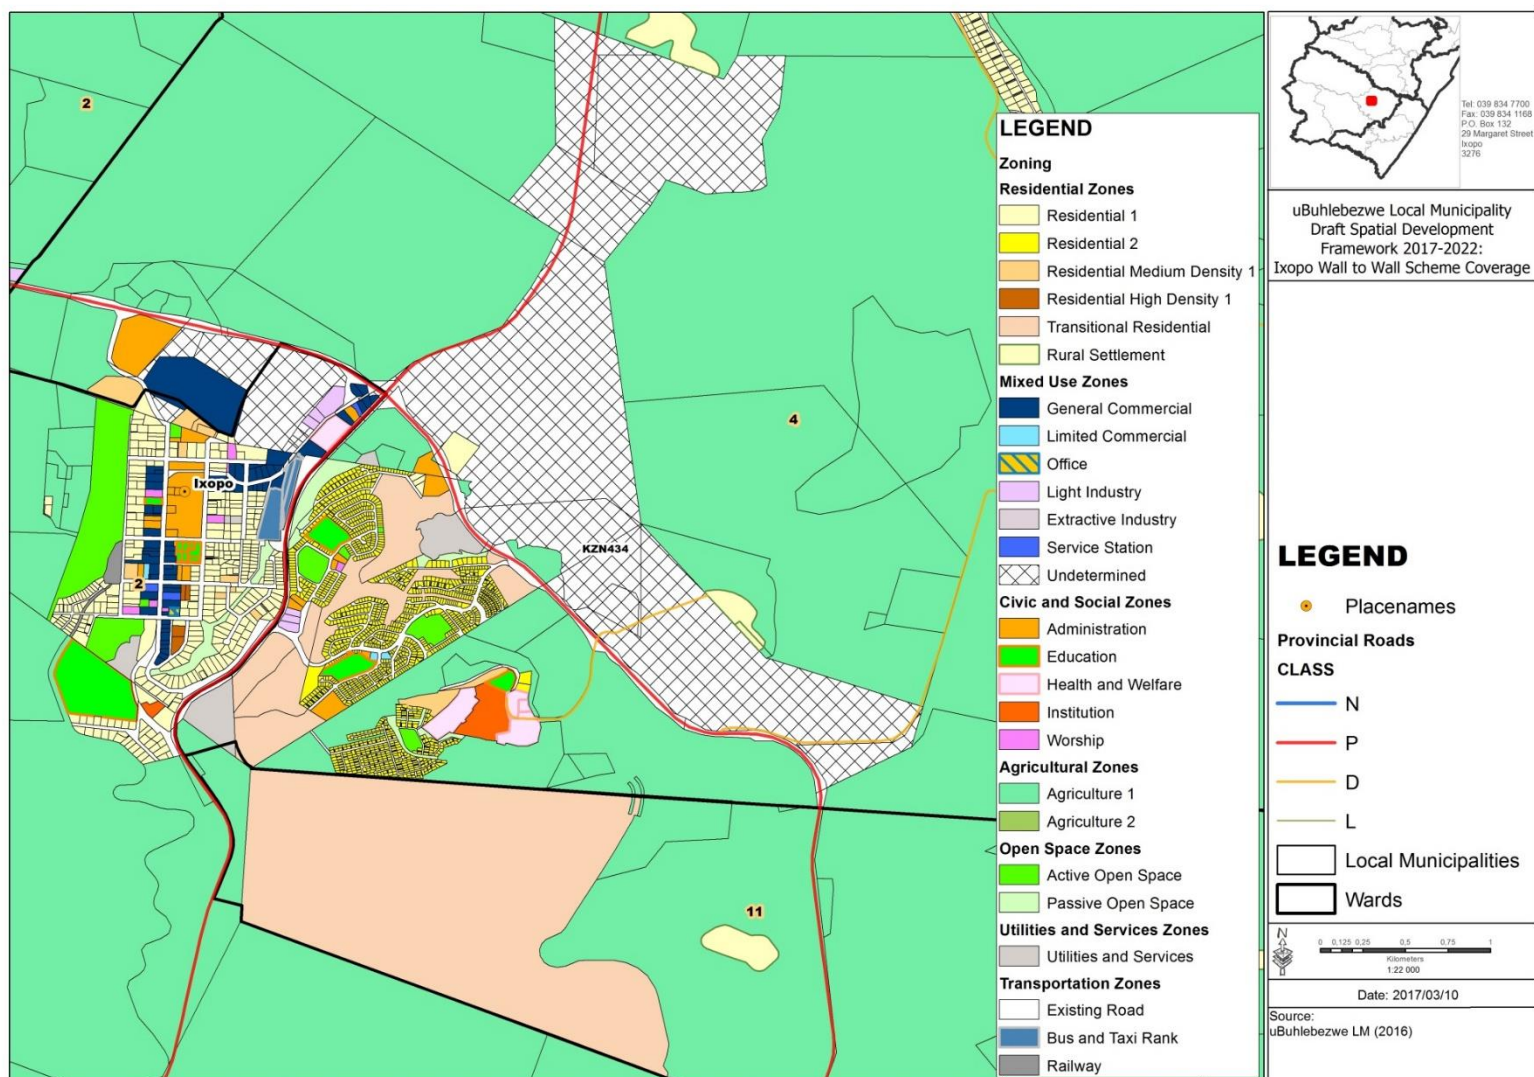 2
Ixopo
2
4
KZN434
11
LEGEND
Zoning
Residential Zones
Residential 1
Residential 2
Residential Medium Density 1
Residential High Density 1
Transitional Residential
Rural Settlement
Mixed Use Zones
General Commercial
Limited Commercial
Office
Light Industry
Extractive Industry
Service Station
Undetermined
Civic and Social Zones
Administration
Education
Health and Welfare
Institution
Worship
Agricultural Zones
Agriculture 1
Agriculture 2
Open Space Zones
Active Open Space
Passive Open Space
Utilities and Services Zones
Utilities and Services
Transportation Zones
Existing Road
Bus and Taxi Rank
Railway
Tel: 039 834 7700
Fax: 039 834 1168
P.O. Box 132
29 Margaret Street
Ixopo
3276
uBuhlebezwe Local Municipality
Draft Spatial Development
Framework 2017-2022:
Ixopo Wall to Wall Scheme Coverage
LEGEND
Placenames
Provincial Roads
CLASS
N
P
D
L
Local Municipalities
Wards
N
0 0,125 0,25 0,5 0,75 1
Kilometers
1:22 000
Date: 2017/03/10
Source:
uBuhlebezwe LM (2016)